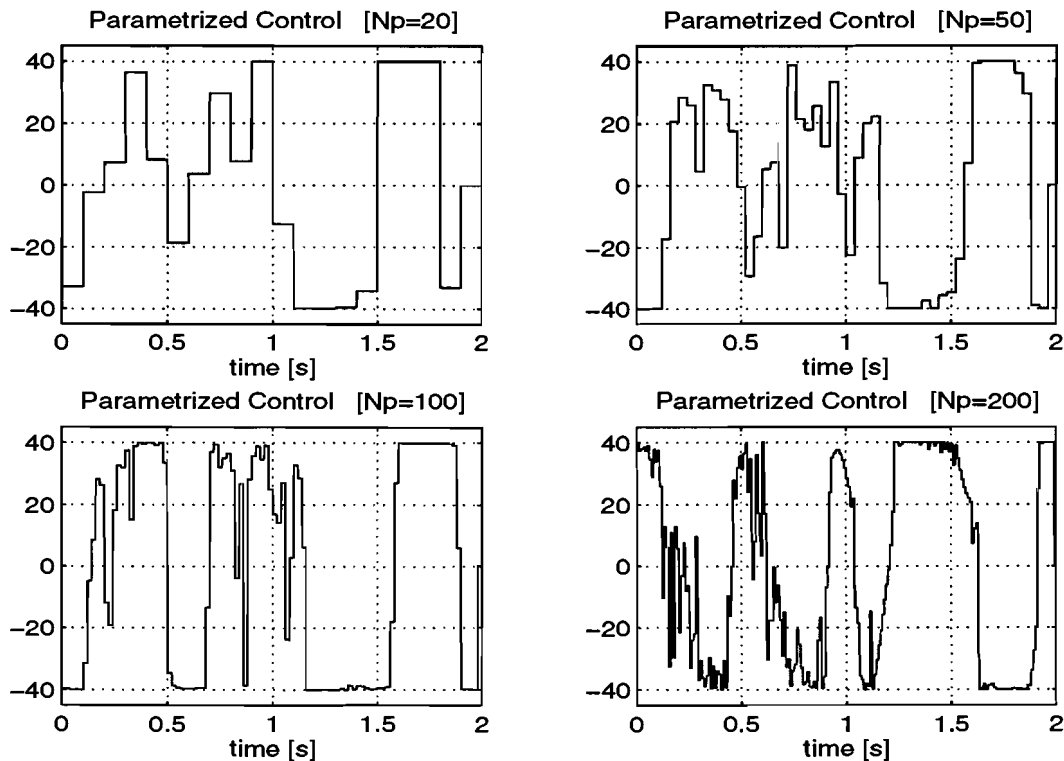 Parametrized Control [Np=20]
40
20
0
−20
−40
0 0.5 1 1.5 2
time [s]
Parametrized Control [Np=50]
40
20
0
−20
−40
0 0.5 1 1.5 2
time [s]
Parametrized Control [Np=100]
40
20
0
−20
−40
0 0.5 1 1.5 2
time [s]
Parametrized Control [Np=200]
40
20
0
−20
−40
0 0.5 1 1.5 2
time [s]